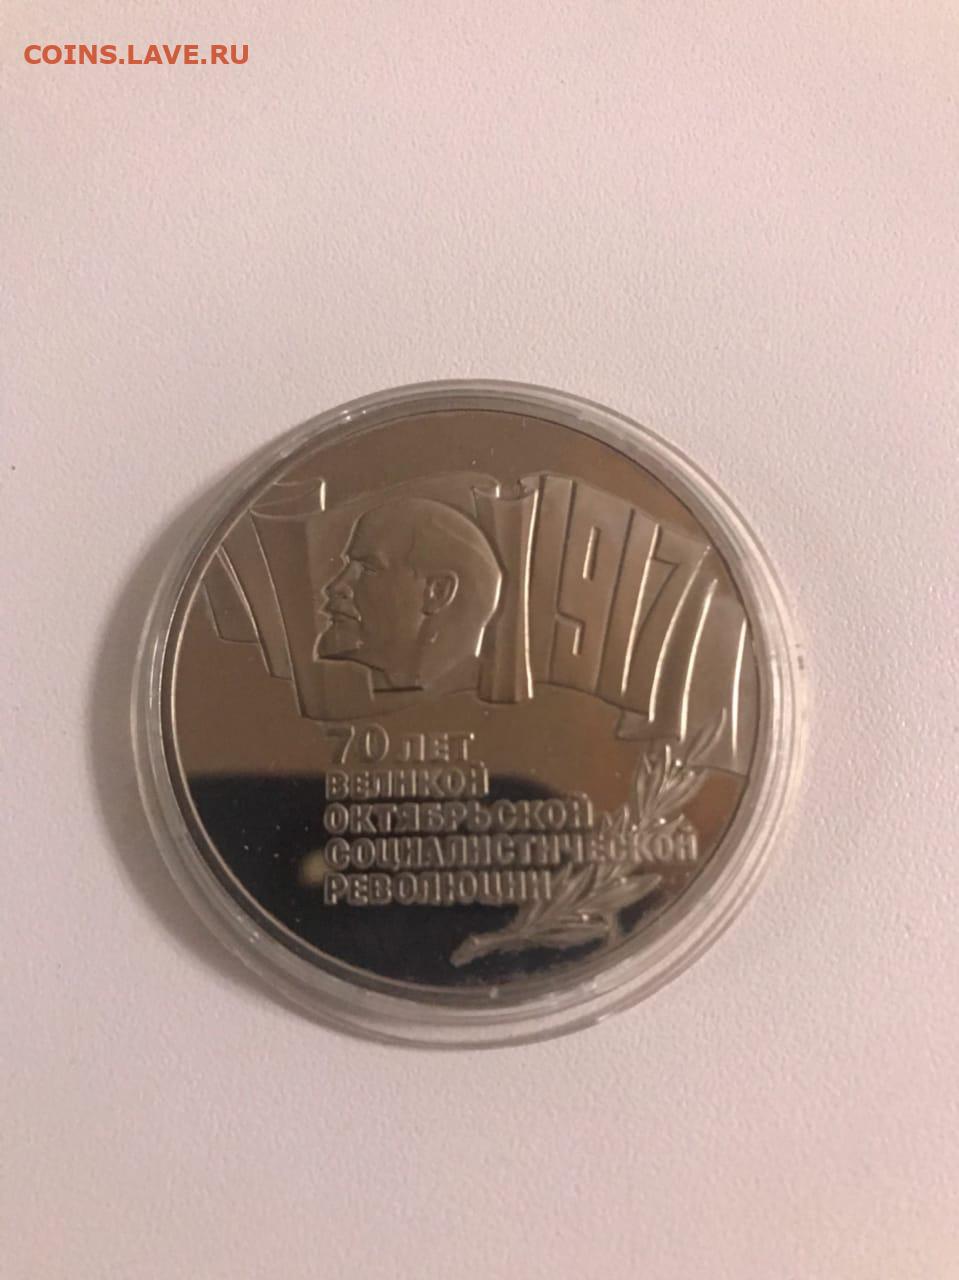 COINS.LAVE.RU
1917
70 ЛЕТ
ВЕЛИКОЙ
ОКТЯБРЬСКОЙ
СОЦИАЛИСТИЧЕСКОЙ
РЕВОЛЮЦИИ